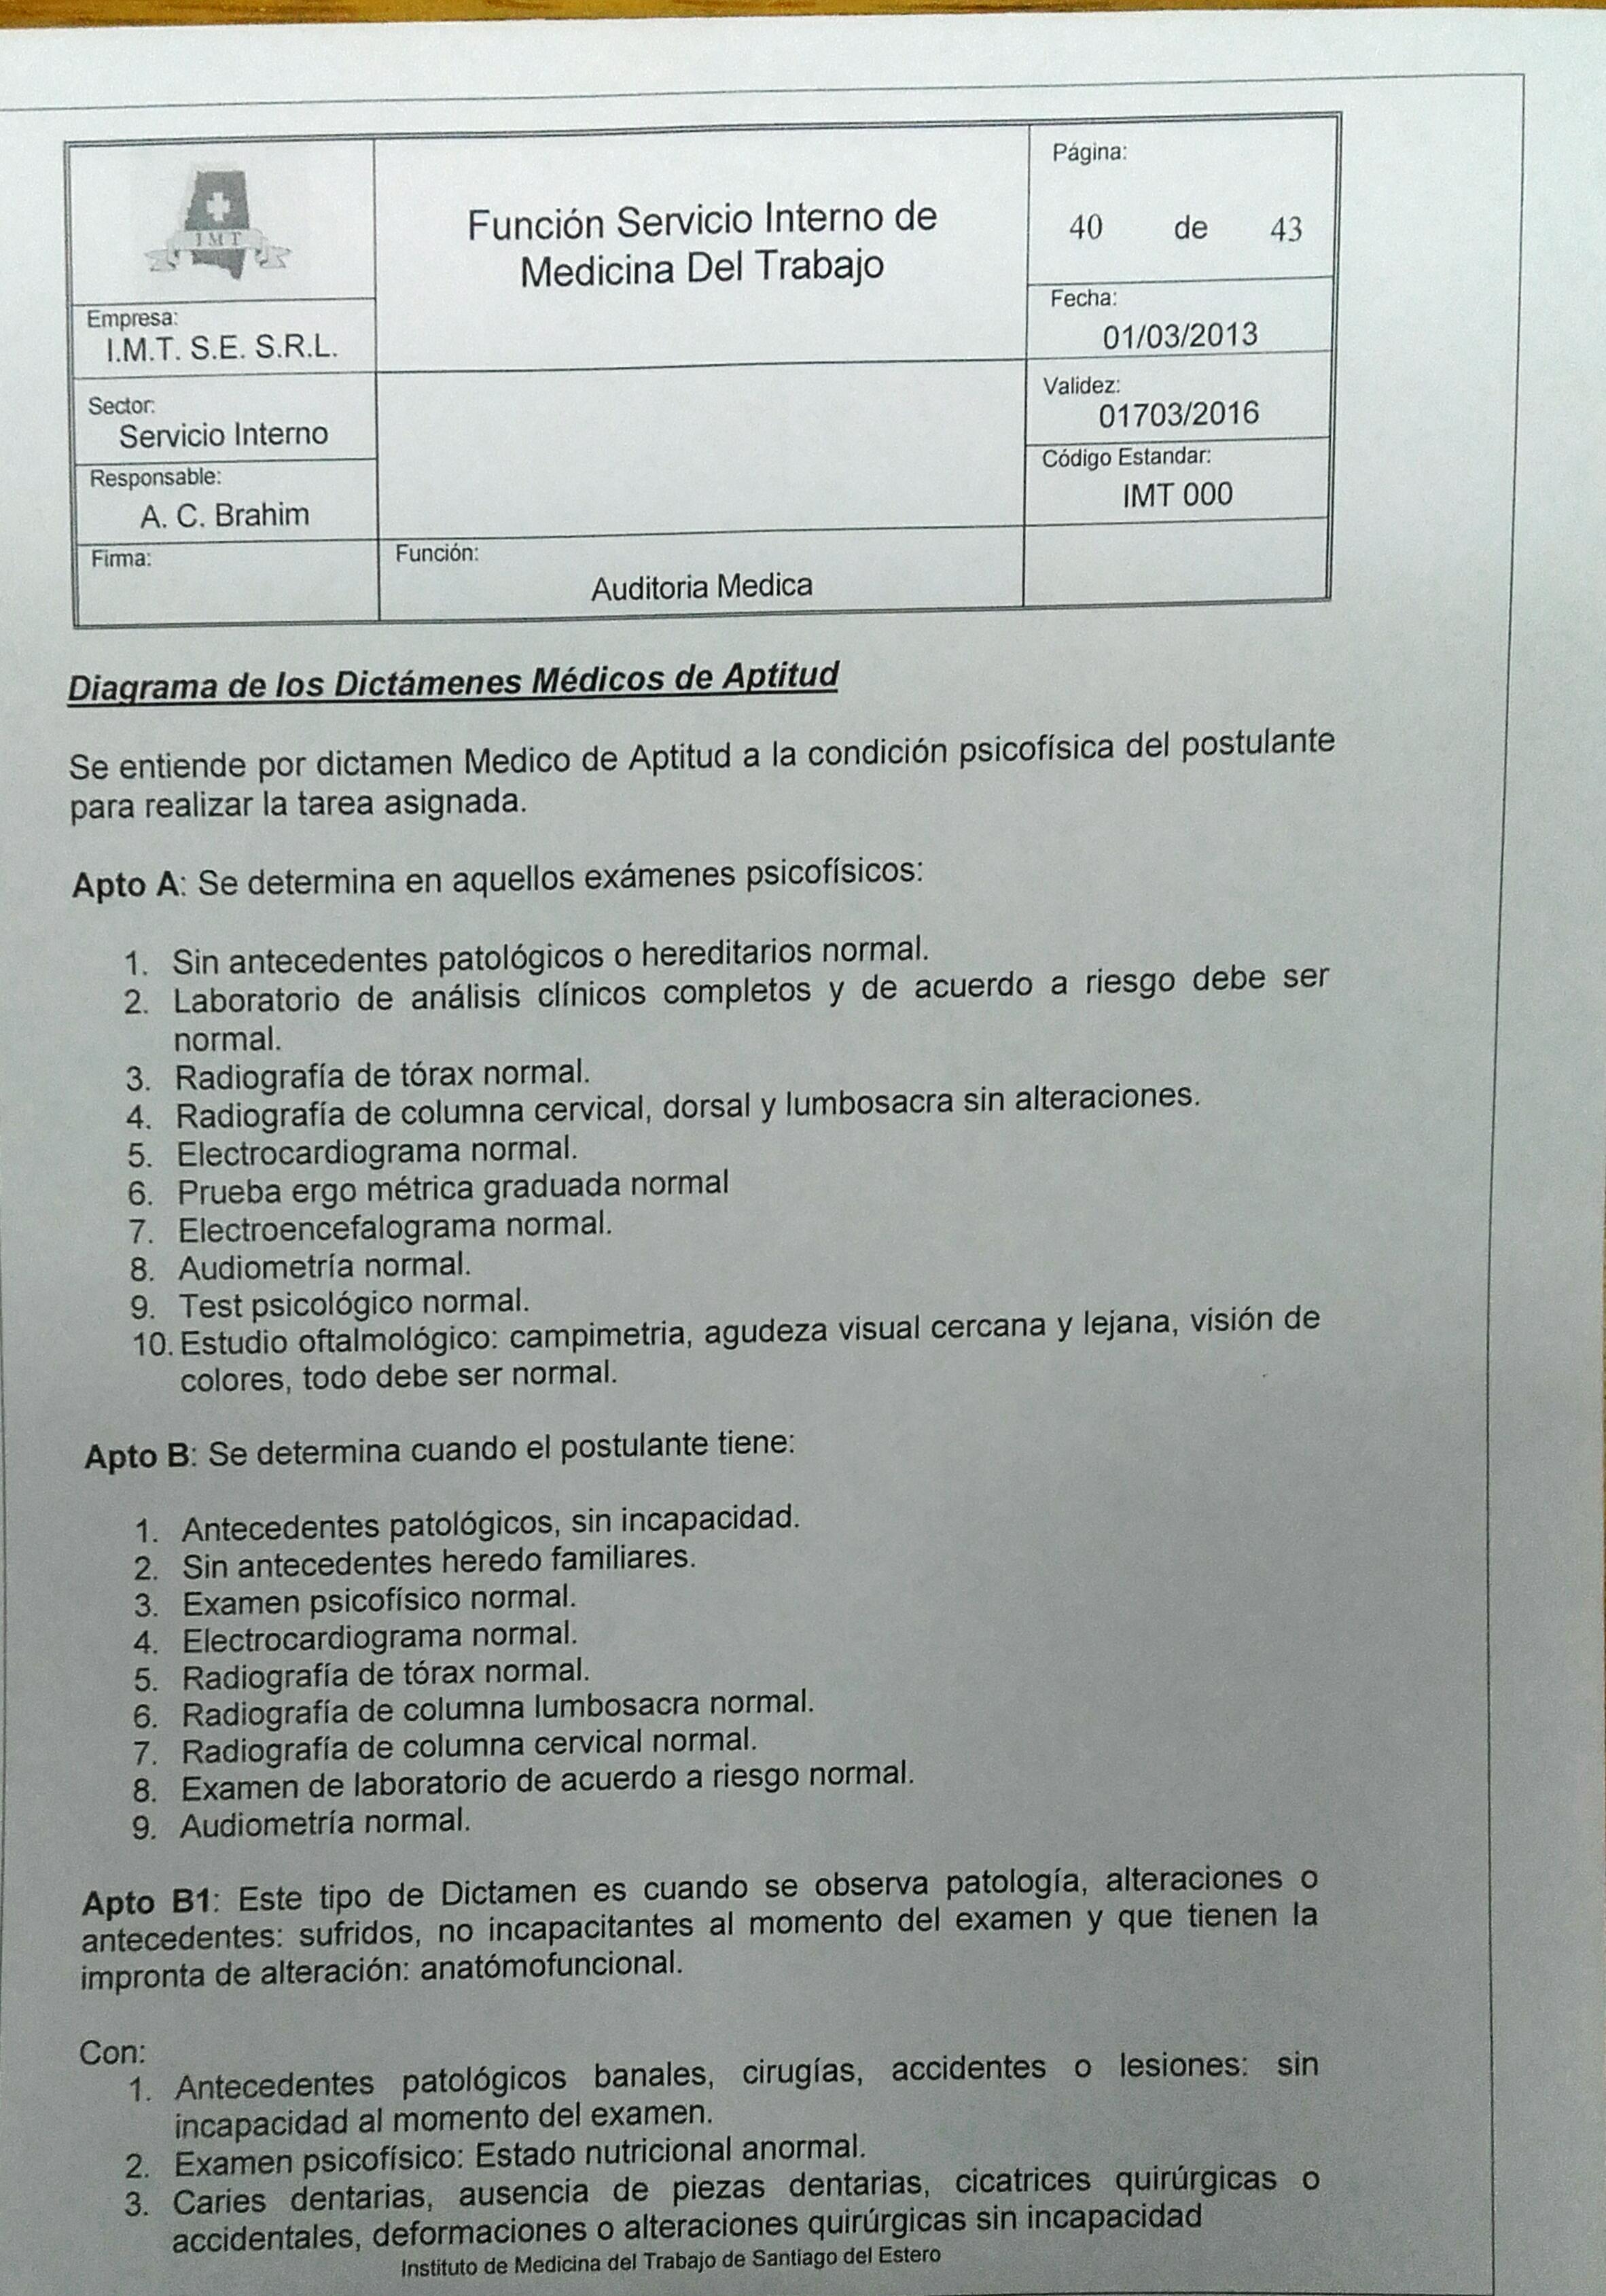 IMT
Función Servicio Interno de
Medicina Del Trabajo
Página:
40 de 43
Empresa:
I.M.T. S.E. S.R.L.
Fecha:
01/03/2013
Sector:
Servicio Interno
Validez:
01703/2016
Responsable:
A. C. Brahim
Código Estandar:
IMT 000
Firma:
Función:
Auditoria Medica
Diagrama de los Dictámenes Médicos de Aptitud
Se entiende por dictamen Medico de Aptitud a la condición psicofísica del postulante
para realizar la tarea asignada.
Apto A: Se determina en aquellos exámenes psicofísicos:
1. Sin antecedentes patológicos o hereditarios normal.
2. Laboratorio de análisis clínicos completos y de acuerdo a riesgo debe ser
normal.
3. Radiografía de tórax normal.
4. Radiografía de columna cervical, dorsal y lumbosacra sin alteraciones.
5. Electrocardiograma normal.
6. Prueba ergo métrica graduada normal
7. Electroencefalograma normal.
8. Audiometría normal.
9. Test psicológico normal.
10. Estudio oftalmológico: campimetria, agudeza visual cercana y lejana, visión de
colores, todo debe ser normal.
Apto B: Se determina cuando el postulante tiene:
1. Antecedentes patológicos, sin incapacidad.
2. Sin antecedentes heredo familiares.
3. Examen psicofísico normal.
4. Electrocardiograma normal.
5. Radiografía de tórax normal.
6. Radiografía de columna lumbosacra normal.
7. Radiografía de columna cervical normal.
8. Examen de laboratorio de acuerdo a riesgo normal.
9. Audiometría normal.
Apto B1: Este tipo de Dictamen es cuando se observa patología, alteraciones o
antecedentes: sufridos, no incapacitantes al momento del examen y que tienen la
impronta de alteración: anatómofuncional.
Con:
1. Antecedentes patológicos banales, cirugías, accidentes o lesiones: sin
incapacidad al momento del examen.
2. Examen psicofísico: Estado nutricional anormal.
3. Caries dentarias, ausencia de piezas dentarias, cicatrices quirúrgicas o
accidentales, deformaciones o alteraciones quirúrgicas sin incapacidad
Instituto de Medicina del Trabajo de Santiago del Estero